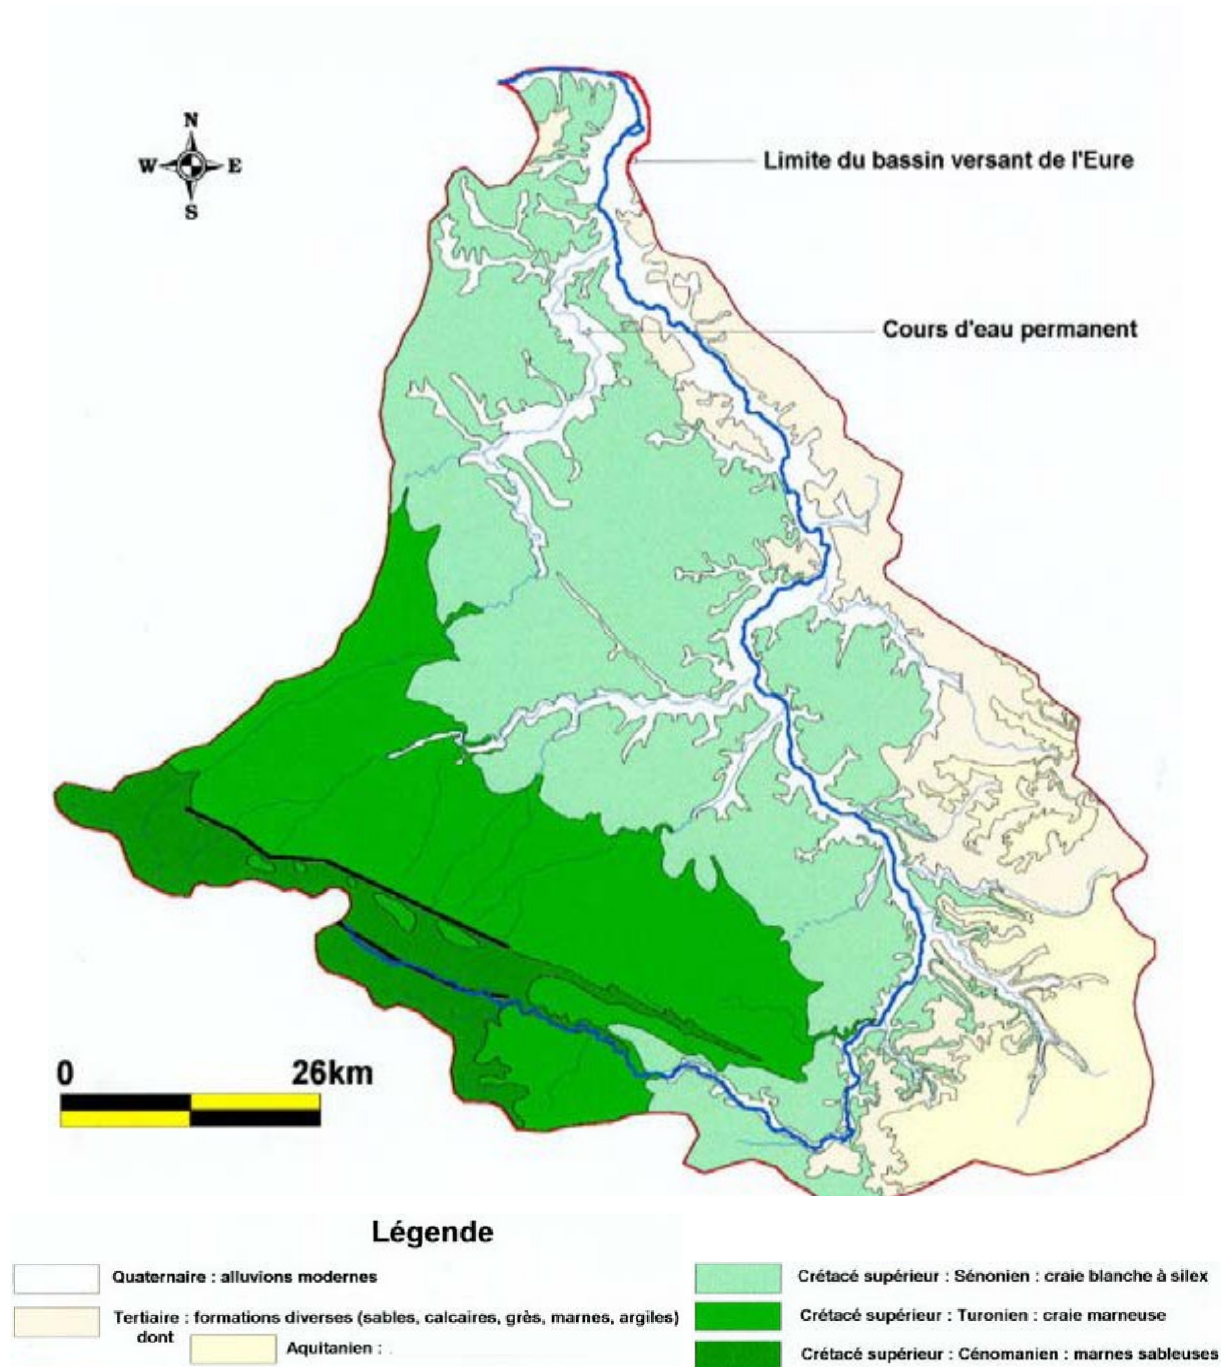 N
W E
S
Limite du bassin versant de l'Eure
Cours d'eau permanent
0 26km
Légende
Quaternaire : alluvions modernes
Tertiaire : formations diverses (sables, calcaires, grès, marnes, argiles)
dont
Aquitanien :
Crétacé supérieur : Sénonien : craie blanche à silex
Crétacé supérieur : Turonien : craie marneuse
Crétacé supérieur : Cénomanien : marnes sableuses